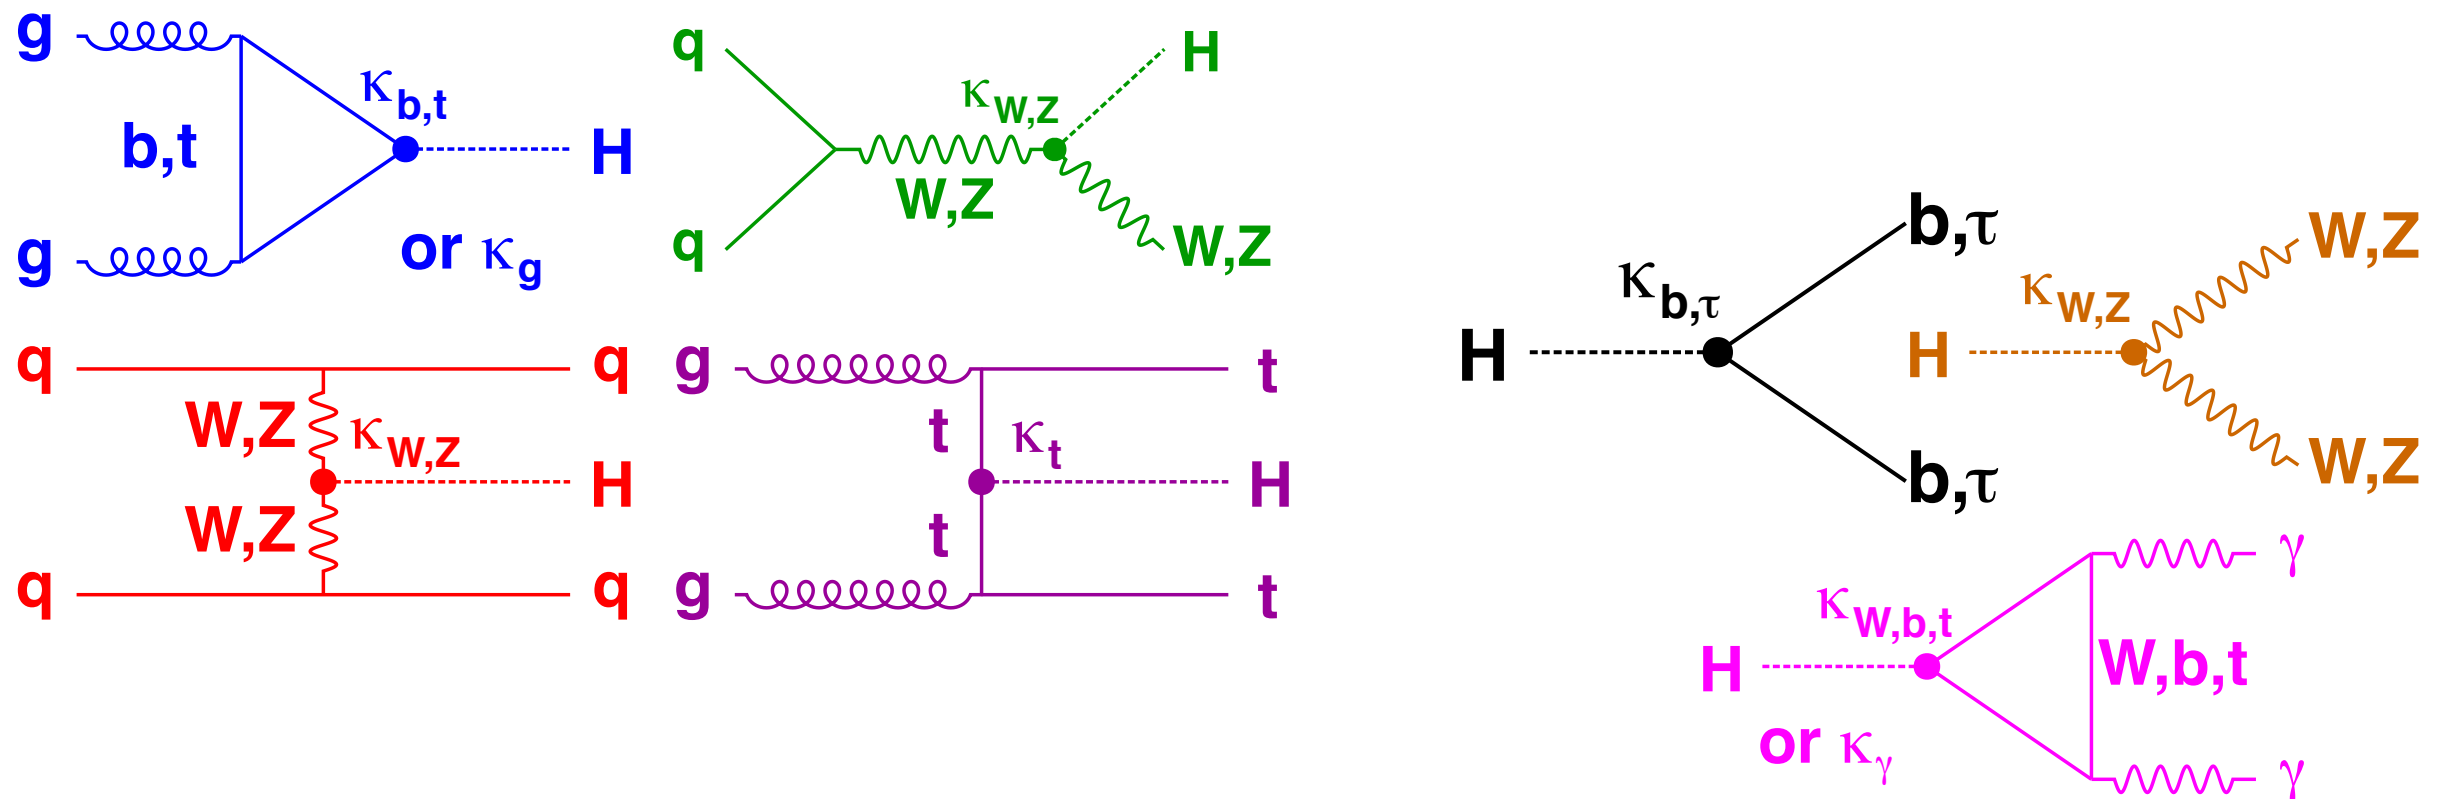 g
κb,t
b,t
H
g
or κg
q
H
κW,Z
W,Z
q
W,Z
q
q
W,Z
κW,Z
H
W,Z
q
q
g
t
t
κt
H
t
g
t
b,τ
κb,τ
H
b,τ
W,Z
κW,Z
H
W,Z
γ
κW,b,t
H
W,b,t
or κγ
γ